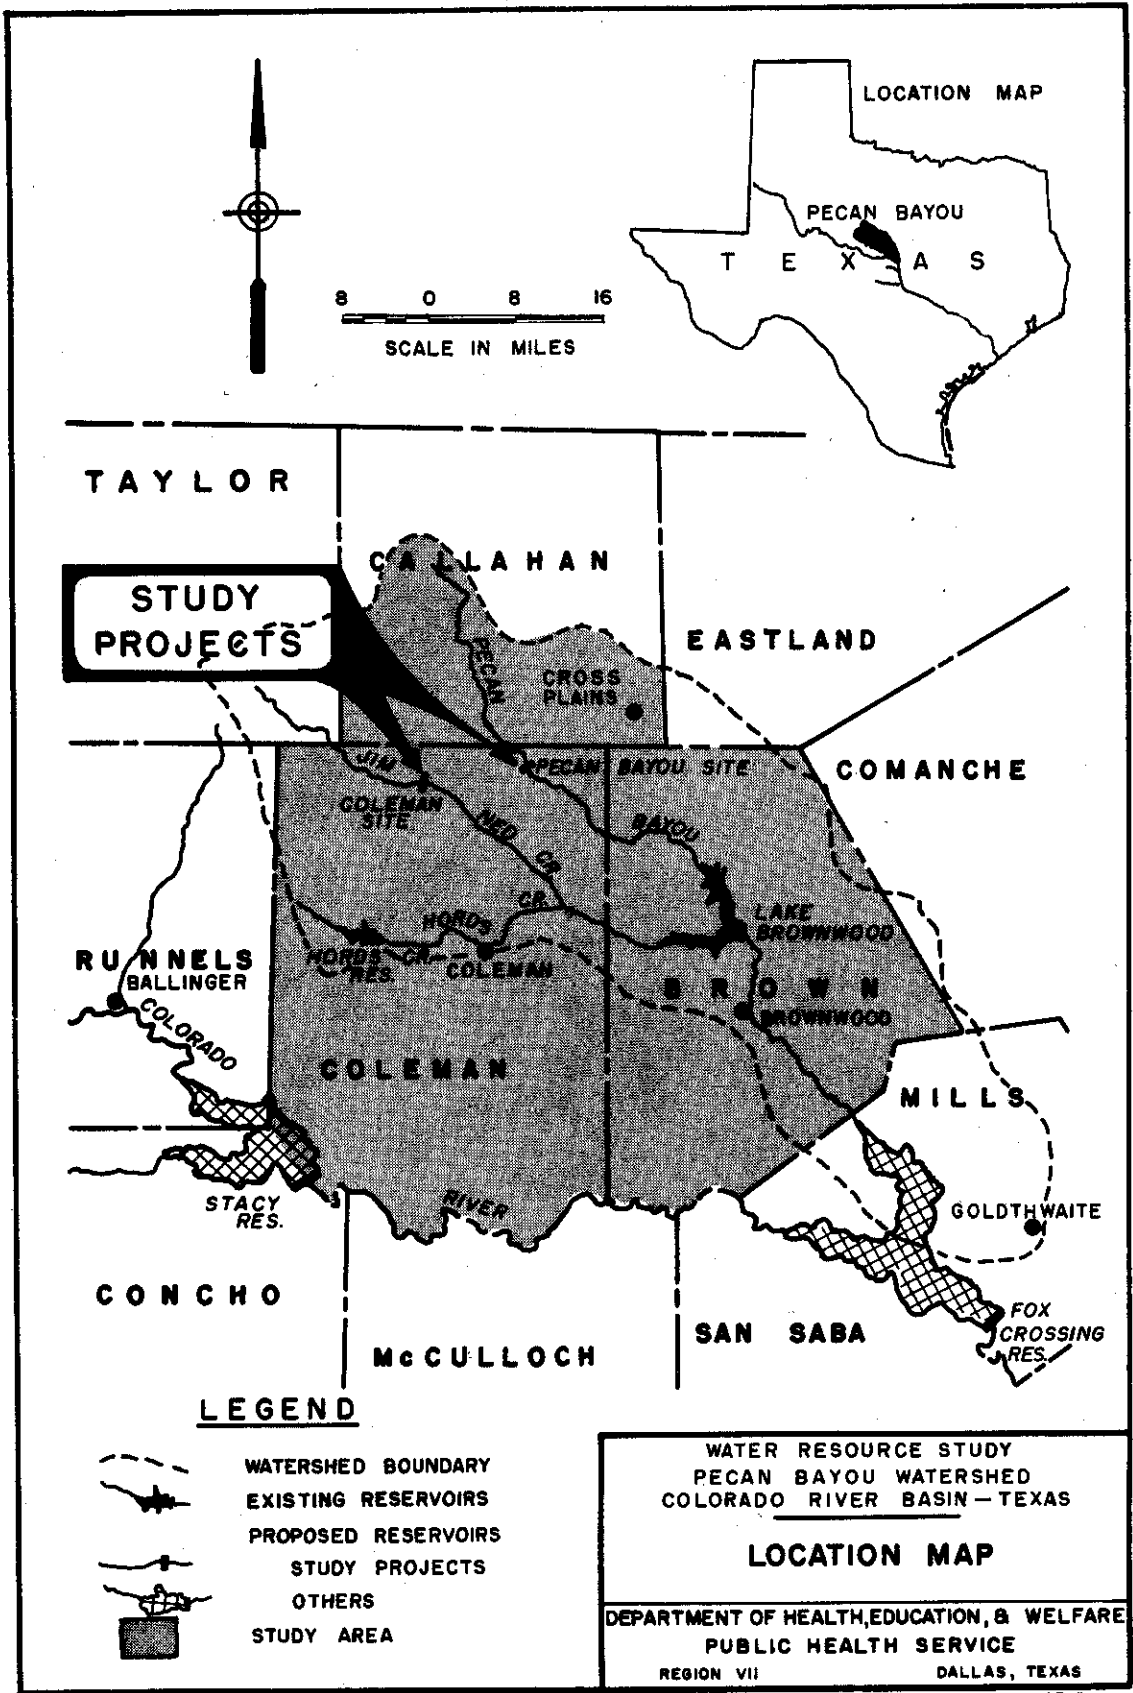 LOCATION MAP
PECAN BAYOU
T E X A S
8 0 8 16
SCALE IN MILES
TAYLOR
CALLAHAN
STUDY
PROJECTS
EASTLAND
PECAN
CROSS
PLAINS
JIM
PECAN BAYOU SITE
COMANCHE
COLEMAN
SITE
NED
BAYOU
CR.
CR.
HORDS
LAKE
BROWNWOOD
RUNNELS
HORDS CR.
RES.
COLEMAN
BALLINGER
BROWN
COLORADO
BROWNWOOD
COLEMAN
MILLS
STACY
RES.
RIVER
GOLDTHWAITE
CONCHO
FOX
CROSSING
RES.
SAN SABA
McCULLOCH
LEGEND
WATERSHED BOUNDARY
EXISTING RESERVOIRS
PROPOSED RESERVOIRS
STUDY PROJECTS
OTHERS
STUDY AREA
WATER RESOURCE STUDY
PECAN BAYOU WATERSHED
COLORADO RIVER BASIN—TEXAS
LOCATION MAP
DEPARTMENT OF HEALTH, EDUCATION, & WELFARE
PUBLIC HEALTH SERVICE
REGION VII DALLAS, TEXAS